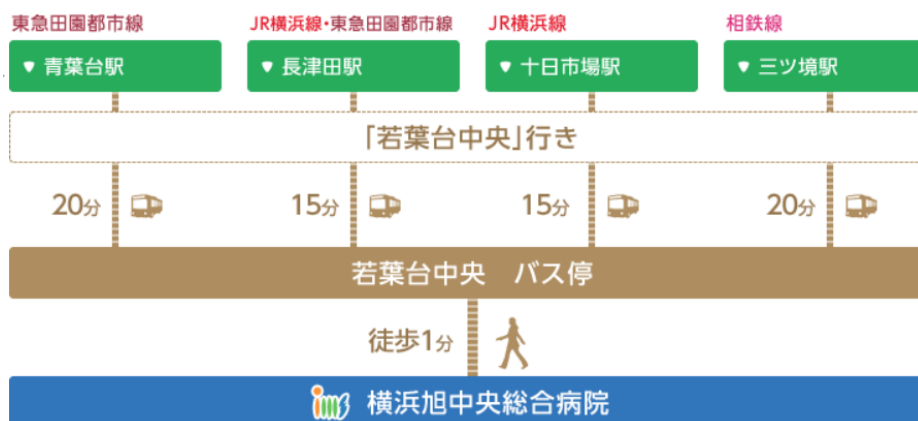 東急田園都市線 JR横浜線・東急田園都市線 JR横浜線 相鉄線
青葉台駅 長津田駅 十日市場駅 三ツ境駅
「若葉台中央」行き
20分 15分 15分 20分
若葉台中央 バス停
徒歩1分
ims 横浜旭中央総合病院